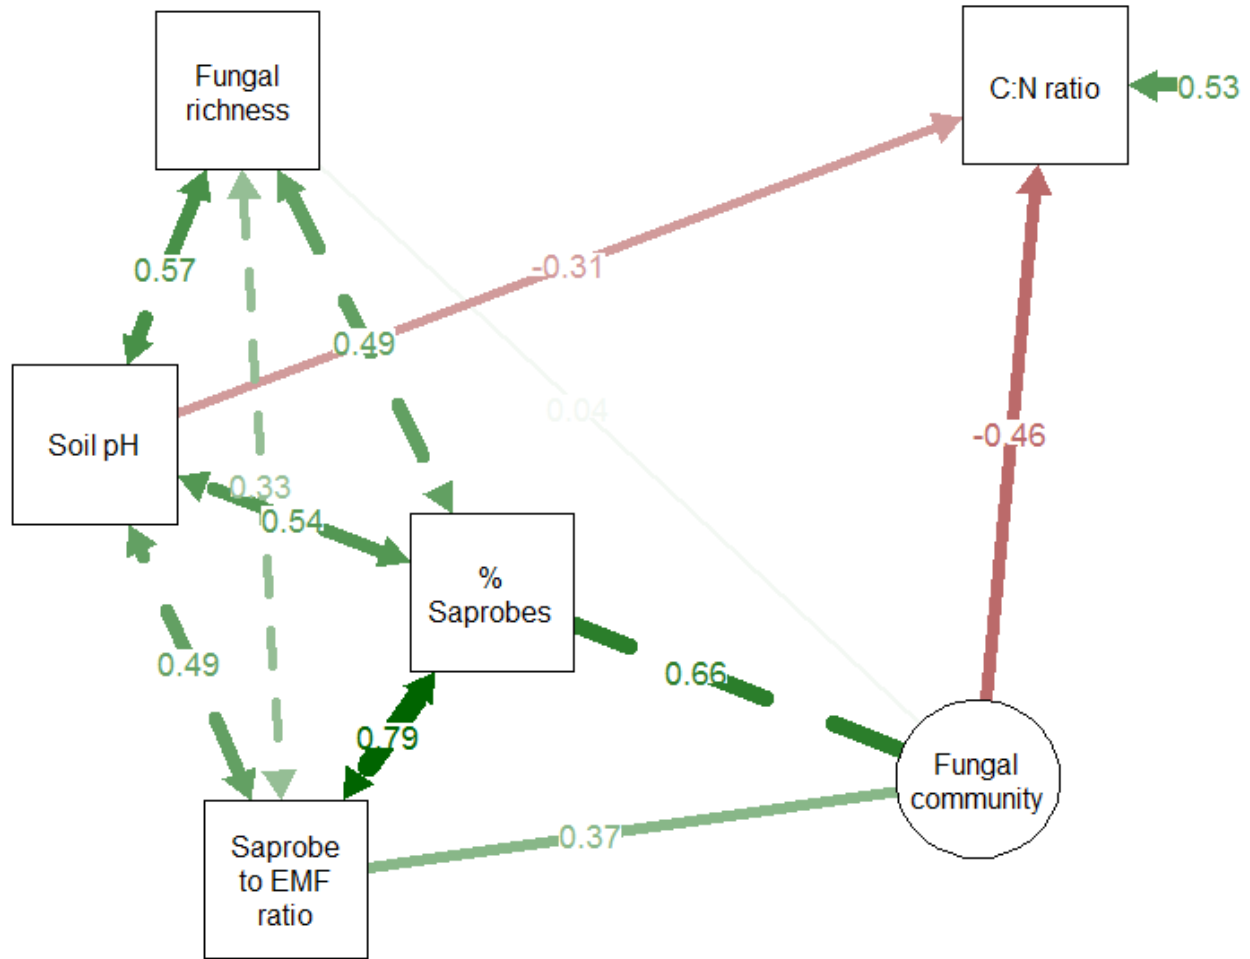 Fungal
richness
C:N ratio
0.53
0.57
-0.31
0.49
0.04
Soil pH
-0.46
0.33
0.54
%
Saprobes
0.49
0.66
0.79
Fungal
community
0.37
Saprobe
to EMF
ratio